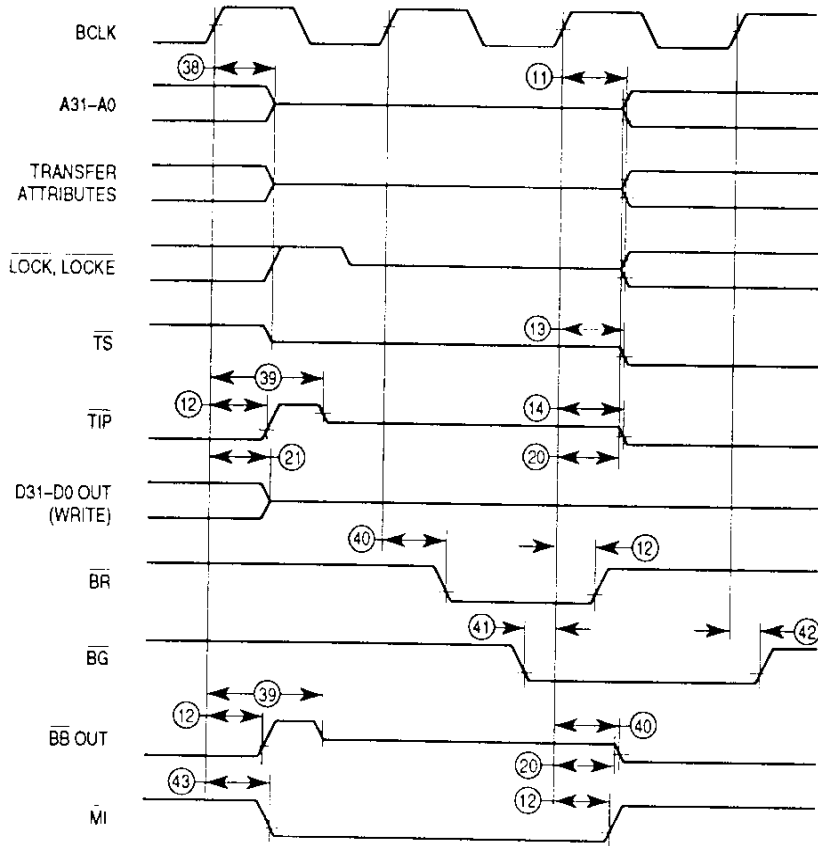 BCLK
38
11
A31–A0
TRANSFER
ATTRIBUTES
LOCK, LOCKE
13
TS
39
12
14
TIP
21
20
D31–D0 OUT
(WRITE)
40
12
BR
41
42
BG
39
12
40
BB OUT
20
43
12
MI